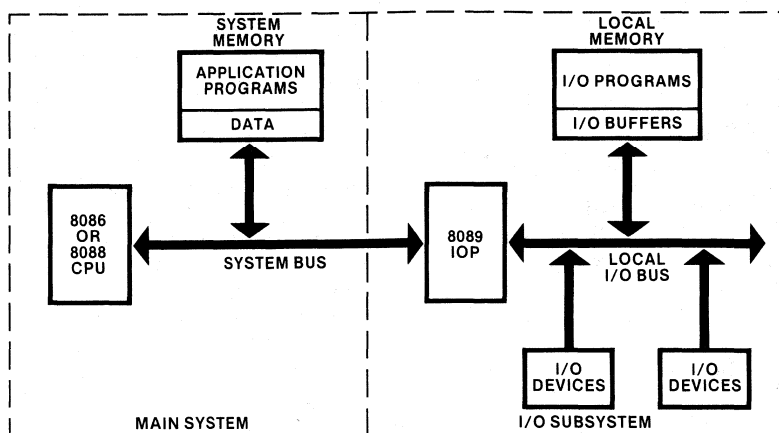 SYSTEM
MEMORY
APPLICATION
PROGRAMS
DATA
8086
OR
8088
CPU
SYSTEM BUS
MAIN SYSTEM
LOCAL
MEMORY
I/O PROGRAMS
I/O BUFFERS
8089
IOP
LOCAL
I/O BUS
I/O
DEVICES
I/O
DEVICES
I/O SUBSYSTEM